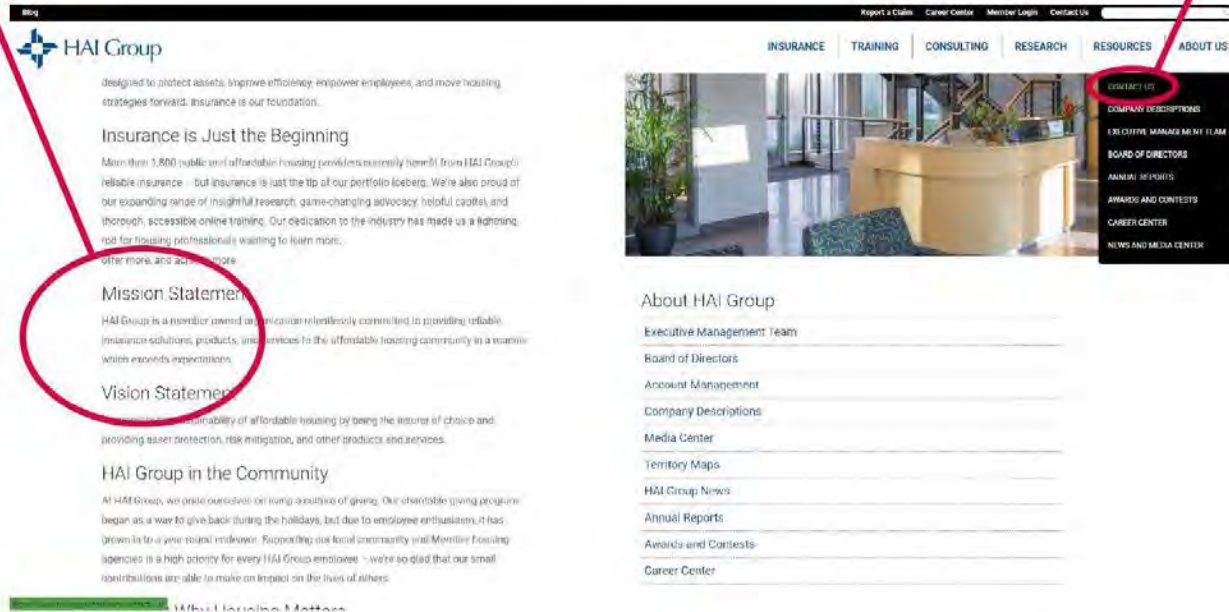 Blog
Report a Claim Career Center Member Login Contact Us
HAI Group
INSURANCE TRAINING CONSULTING RESEARCH RESOURCES ABOUT US
designed to protect assets, improve efficiency, empower employees, and move housing
strategies forward. Insurance is our foundation.
Insurance is Just the Beginning
More than 1,800 public and affordable housing providers currently benefit from HAI Group's
reliable insurance – but insurance is just the tip of our portfolio iceberg. We're also proud of
our expanding range of insightful research, game-changing advocacy, helpful capital, and
thorough, accessible online training. Our dedication to the industry has made us a lightning
rod for housing professionals wanting to learn more,
offer more, and achieve more.
Mission Statement
HAI Group is a member owned organization relentlessly committed to providing reliable
insurance solutions, products, and services to the affordable housing community in a manner
which exceeds expectations.
Vision Statement
sustainability of affordable housing by being the insurer of choice and
providing asset protection, risk mitigation, and other products and services.
HAI Group in the Community
At HAI Group, we pride ourselves on living a culture of giving. Our charitable giving program
began as a way to give back during the holidays, but due to employee enthusiasm, it has
grown in to a year-round endeavor. Supporting our local community and Member housing
agencies is a high priority for every HAI Group employee – we're so glad that our small
contributions are able to make an impact on the lives of others.
Why Housing Matters
CONTACT US
COMPANY DESCRIPTIONS
EXECUTIVE MANAGEMENT TEAM
BOARD OF DIRECTORS
ANNUAL REPORTS
AWARDS AND CONTESTS
CAREER CENTER
NEWS AND MEDIA CENTER
About HAI Group
Executive Management Team
Board of Directors
Account Management
Company Descriptions
Media Center
Territory Maps
HAI Group News
Annual Reports
Awards and Contests
Career Center